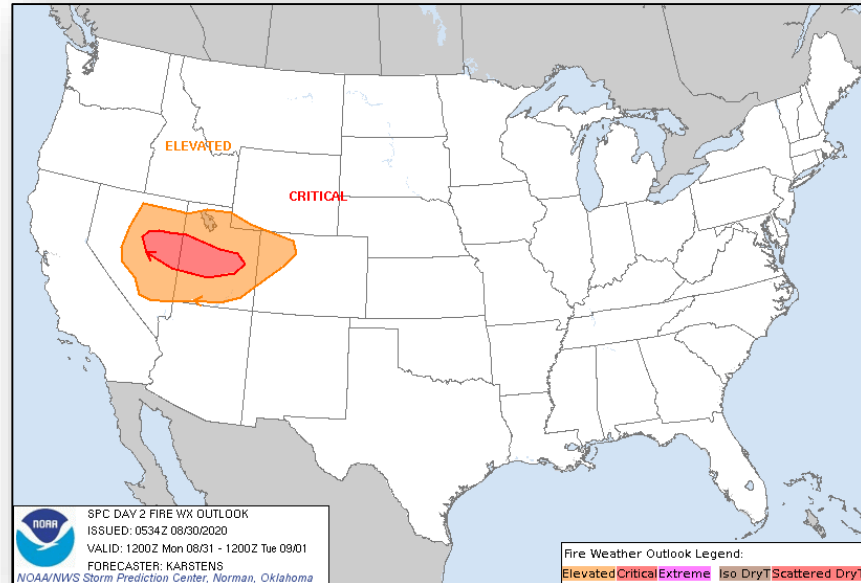 ELEVATED
CRITICAL
NOAA
SPC DAY 2 FIRE WX OUTLOOK
ISSUED: 0534Z 08/30/2020
VALID: 1200Z Mon 08/31 - 1200Z Tue 09/01
FORECASTER: KARSTENS
NOAA/NWS Storm Prediction Center, Norman, Oklahoma
Fire Weather Outlook Legend:
Elevated Critical Extreme Iso DryT Scattered DryT